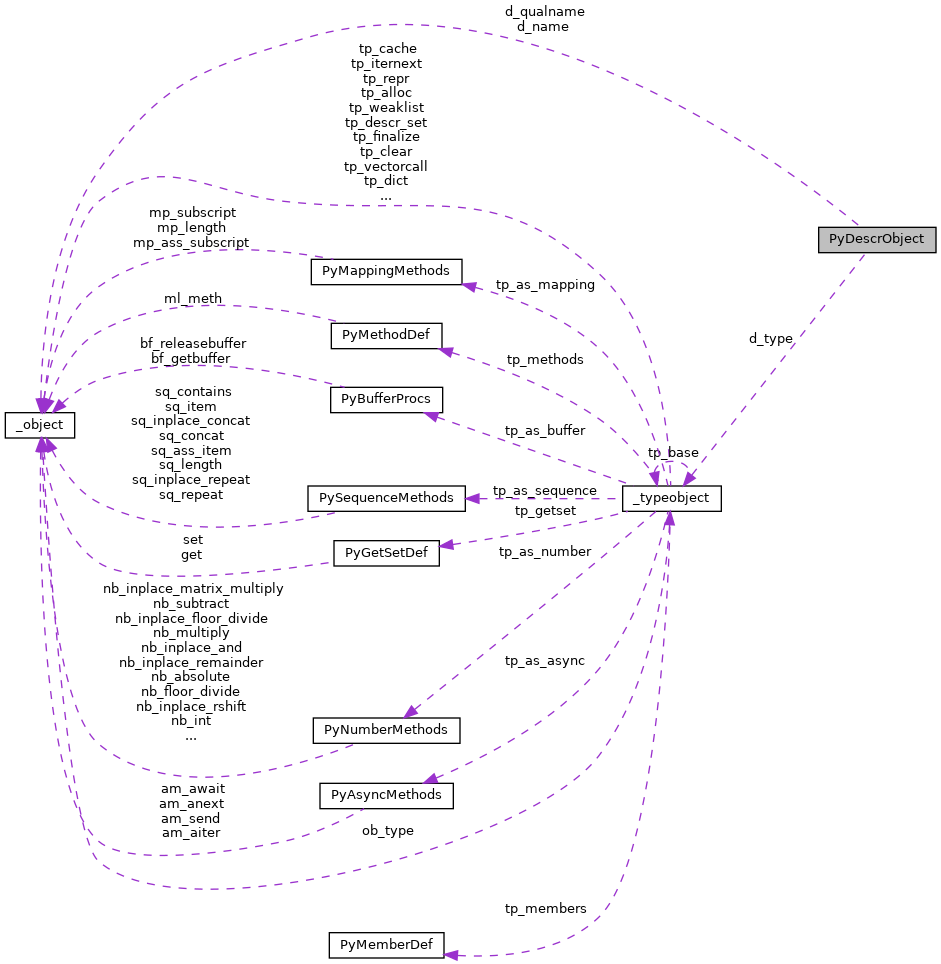 d_qualname
d_name
tp_cache
tp_iternext
tp_repr
tp_alloc
tp_weaklist
tp_descr_set
tp_finalize
tp_clear
tp_vectorcall
tp_dict
...
mp_subscript
mp_length
mp_ass_subscript
PyDescrObject
PyMappingMethods
tp_as_mapping
ml_meth
PyMethodDef
d_type
bf_releasebuffer
bf_getbuffer
tp_methods
PyBufferProcs
sq_contains
sq_item
sq_inplace_concat
sq_concat
sq_ass_item
sq_length
sq_inplace_repeat
sq_repeat
_object
tp_as_buffer
tp_base
PySequenceMethods
tp_as_sequence
_typeobject
tp_getset
set
get
PyGetSetDef
tp_as_number
nb_inplace_matrix_multiply
nb_subtract
nb_inplace_floor_divide
nb_multiply
nb_inplace_and
nb_inplace_remainder
nb_absolute
nb_floor_divide
nb_inplace_rshift
nb_int
...
tp_as_async
PyNumberMethods
am_await
am_anext
am_send
am_aiter
PyAsyncMethods
ob_type
tp_members
PyMemberDef